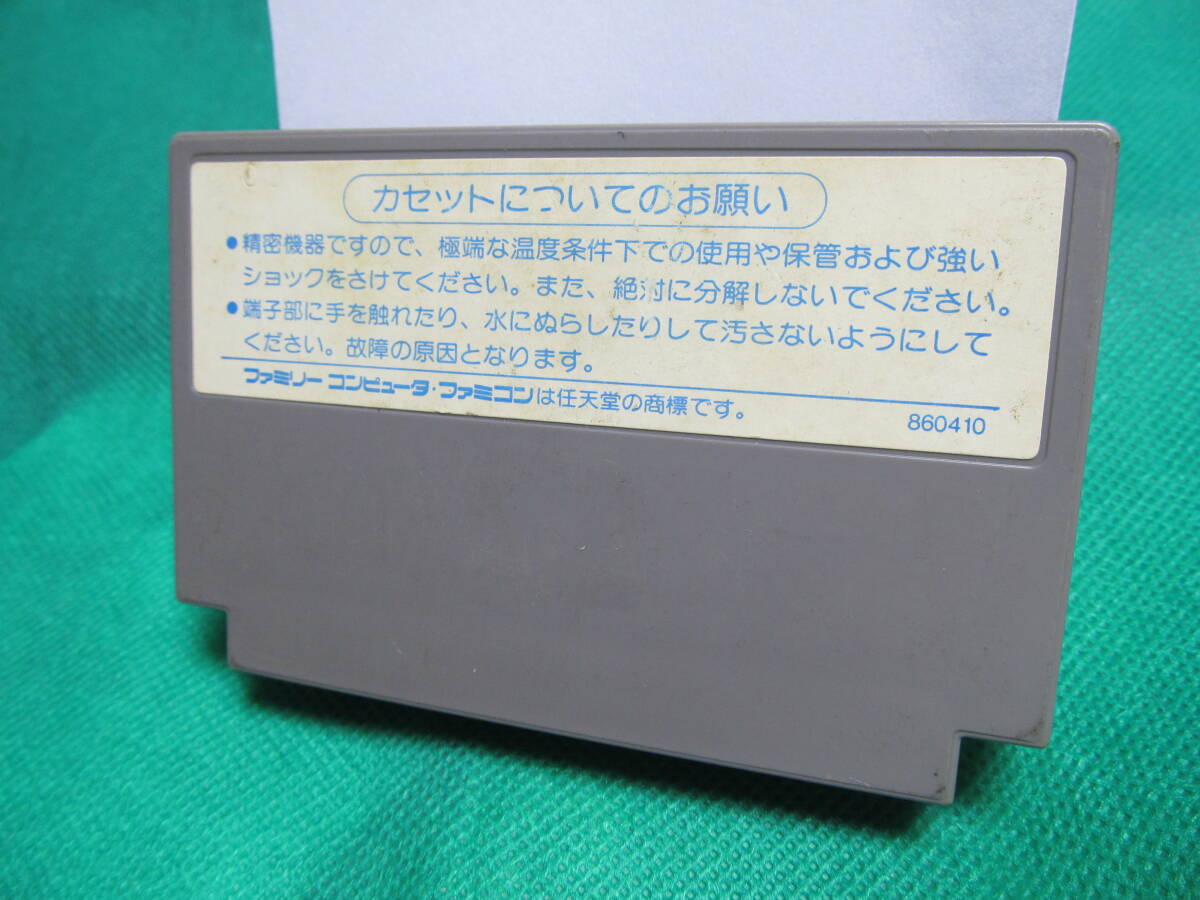 カセットについてのお願い
●精密機器ですので、極端な温度条件下での使用や保管および強い
ショックをさけてください。また、絶対に分解しないでください。
●端子部に手を触れたり、水にぬらしたりして汚さないようにして
ください。故障の原因となります。
ファミリーコンピュータ・ファミコンは任天堂の商標です。
860410